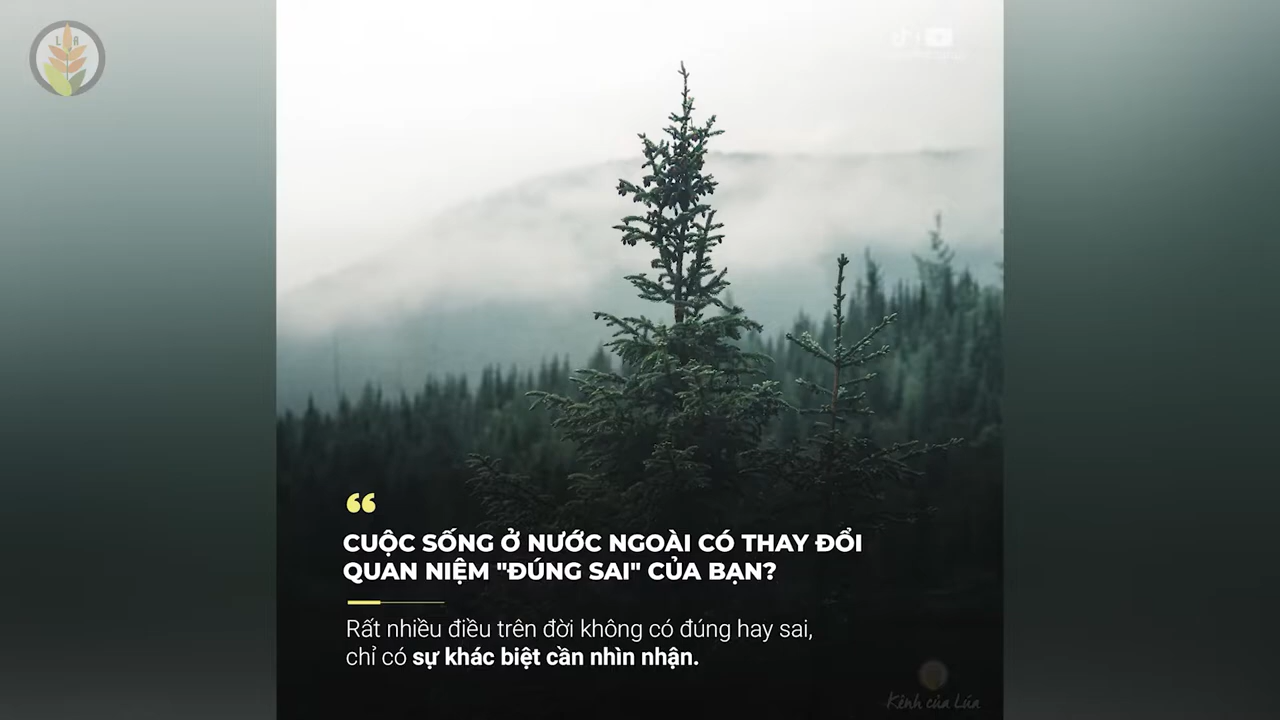 L A
“
CUỘC SỐNG Ở NƯỚC NGOÀI CÓ THAY ĐỔI
QUAN NIỆM "ĐÚNG SAI" CỦA BẠN?
Rất nhiều điều trên đời không có đúng hay sai,
chỉ có sự khác biệt cần nhìn nhận.
Kênh của Lúa